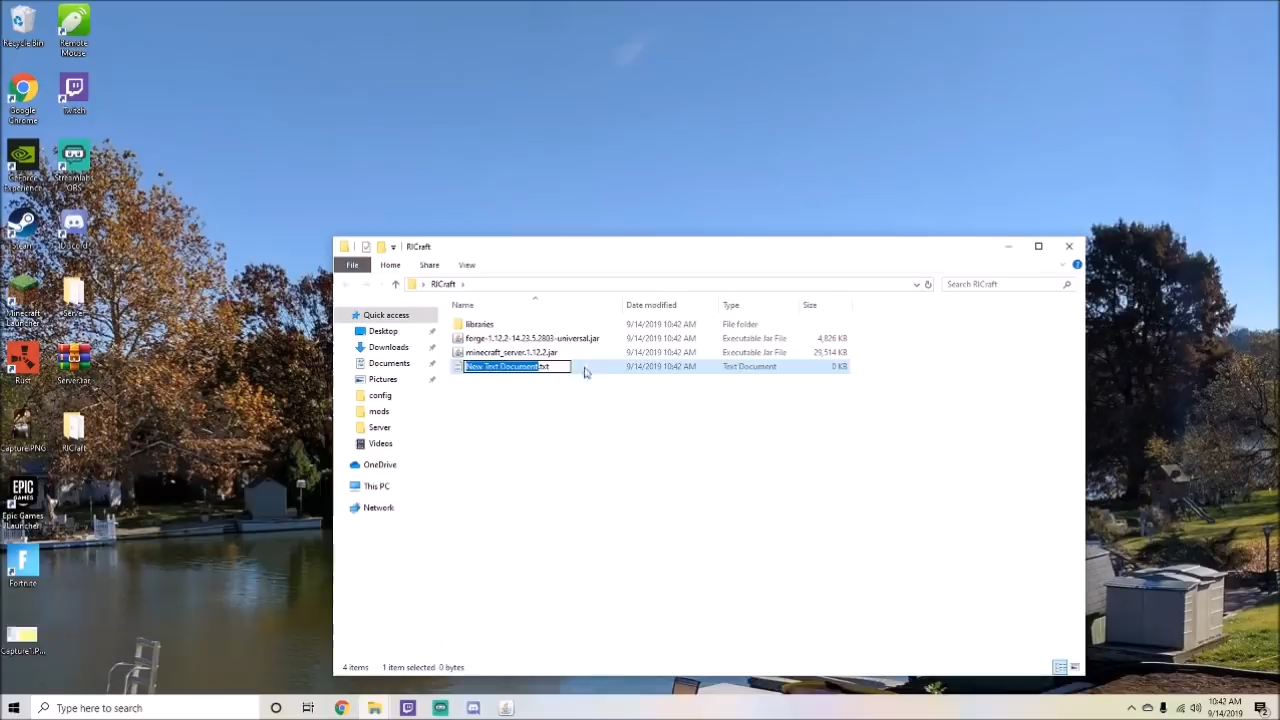 Recycle Bin
Remote
Mouse
Google
Chrome
Twitch
GeForce
Experience
Streamlabs
OBS
Steam
Discord
Minecraft
Launcher
Server
Rust
Server.rar
Capture.PNG
RlCraft
EPIC
GAMES
Epic Games
Launcher
Fortnite
Capture1.P...
RlCraft
File
Home
Share
View
RlCraft
Search RlCraft
Name
Date modified
Type
Size
Quick access
Desktop
Downloads
Documents
Pictures
config
mods
Server
Videos
OneDrive
This PC
Network
libraries
9/14/2019 10:42 AM
File folder
forge-1.12.2-14.23.5.2803-universal.jar
9/14/2019 10:42 AM
Executable Jar File
4,826 KB
minecraft_server.1.12.2.jar
9/14/2019 10:42 AM
Executable Jar File
29,514 KB
New Text Document.txt
9/14/2019 10:42 AM
Text Document
0 KB
4 items
1 item selected 0 bytes
Type here to search
10:42 AM
9/14/2019
2